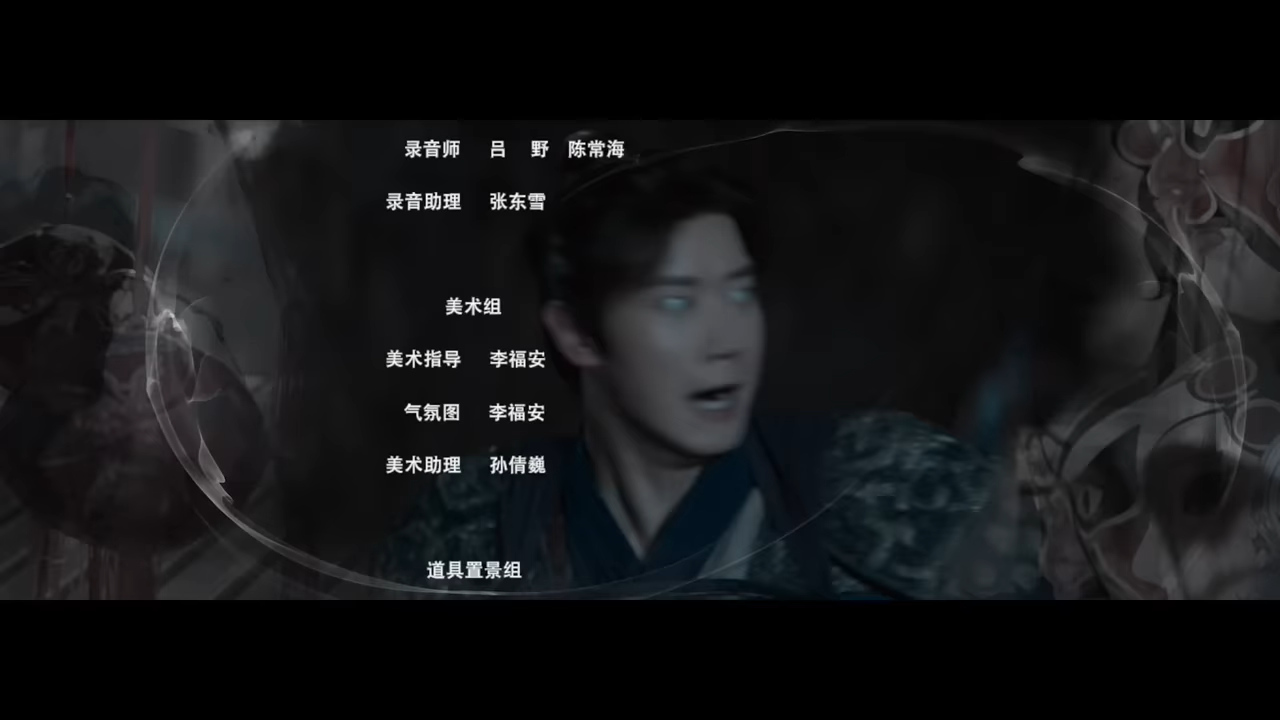 录音师 吕 野 陈常海
录音助理 张东雪
美术组
美术指导 李福安
气氛图 李福安
美术助理 孙倩巍
道具置景组